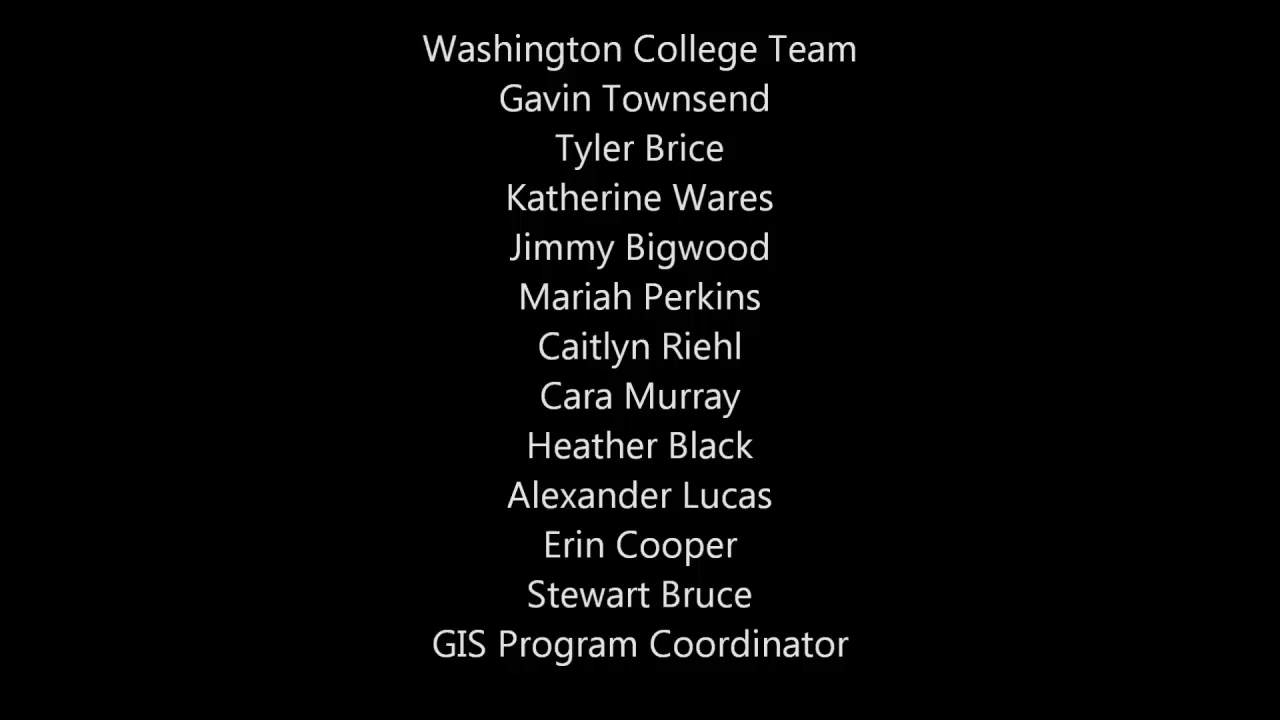 Washington College Team
Gavin Townsend
Tyler Brice
Katherine Wares
Jimmy Bigwood
Mariah Perkins
Caitlyn Riehl
Cara Murray
Heather Black
Alexander Lucas
Erin Cooper
Stewart Bruce
GIS Program Coordinator